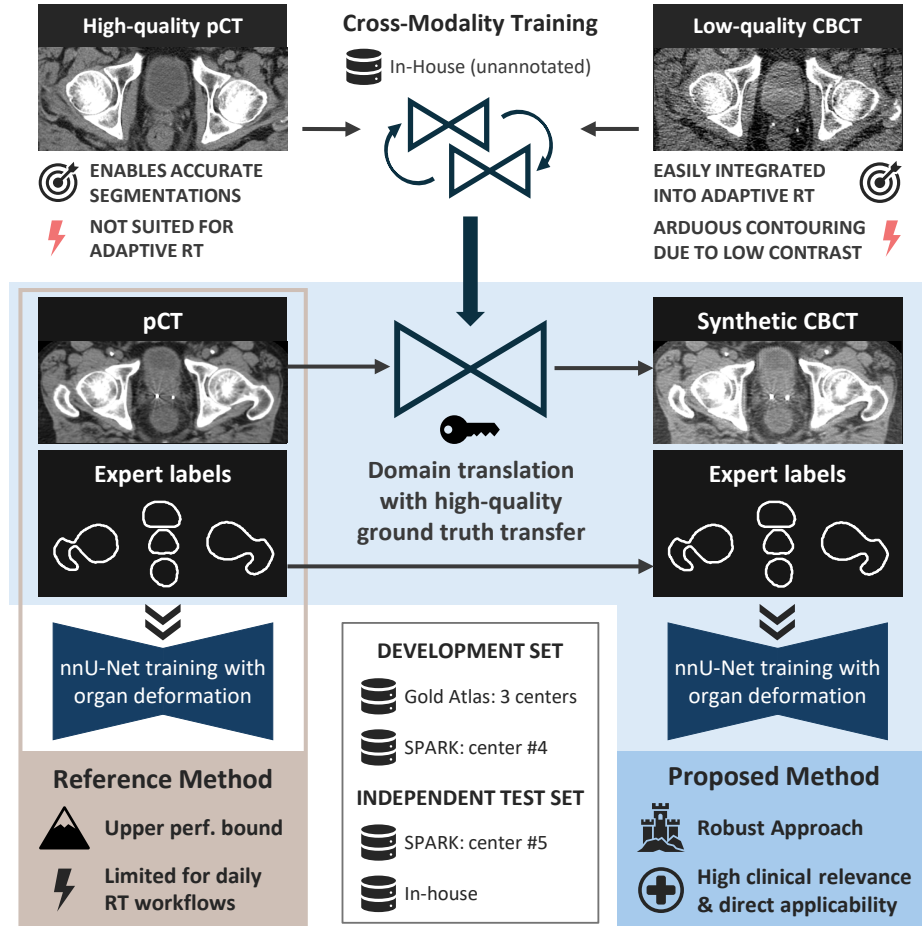 High-quality pCT
Cross-Modality Training
In-House (unannotated)
Low-quality CBCT
ENABLES ACCURATE
SEGMENTATIONS
NOT SUITED FOR
ADAPTIVE RT
EASILY INTEGRATED
INTO ADAPTIVE RT
ARDUOUS CONTOURING
DUE TO LOW CONTRAST
pCT
Synthetic CBCT
Expert labels
Domain translation
with high-quality
ground truth transfer
Expert labels
nnU-Net training with
organ deformation
DEVELOPMENT SET
Gold Atlas: 3 centers
SPARK: center #4
INDEPENDENT TEST SET
SPARK: center #5
In-house
nnU-Net training with
organ deformation
Reference Method
Upper perf. bound
Limited for daily
RT workflows
Proposed Method
Robust Approach
High clinical relevance
& direct applicability